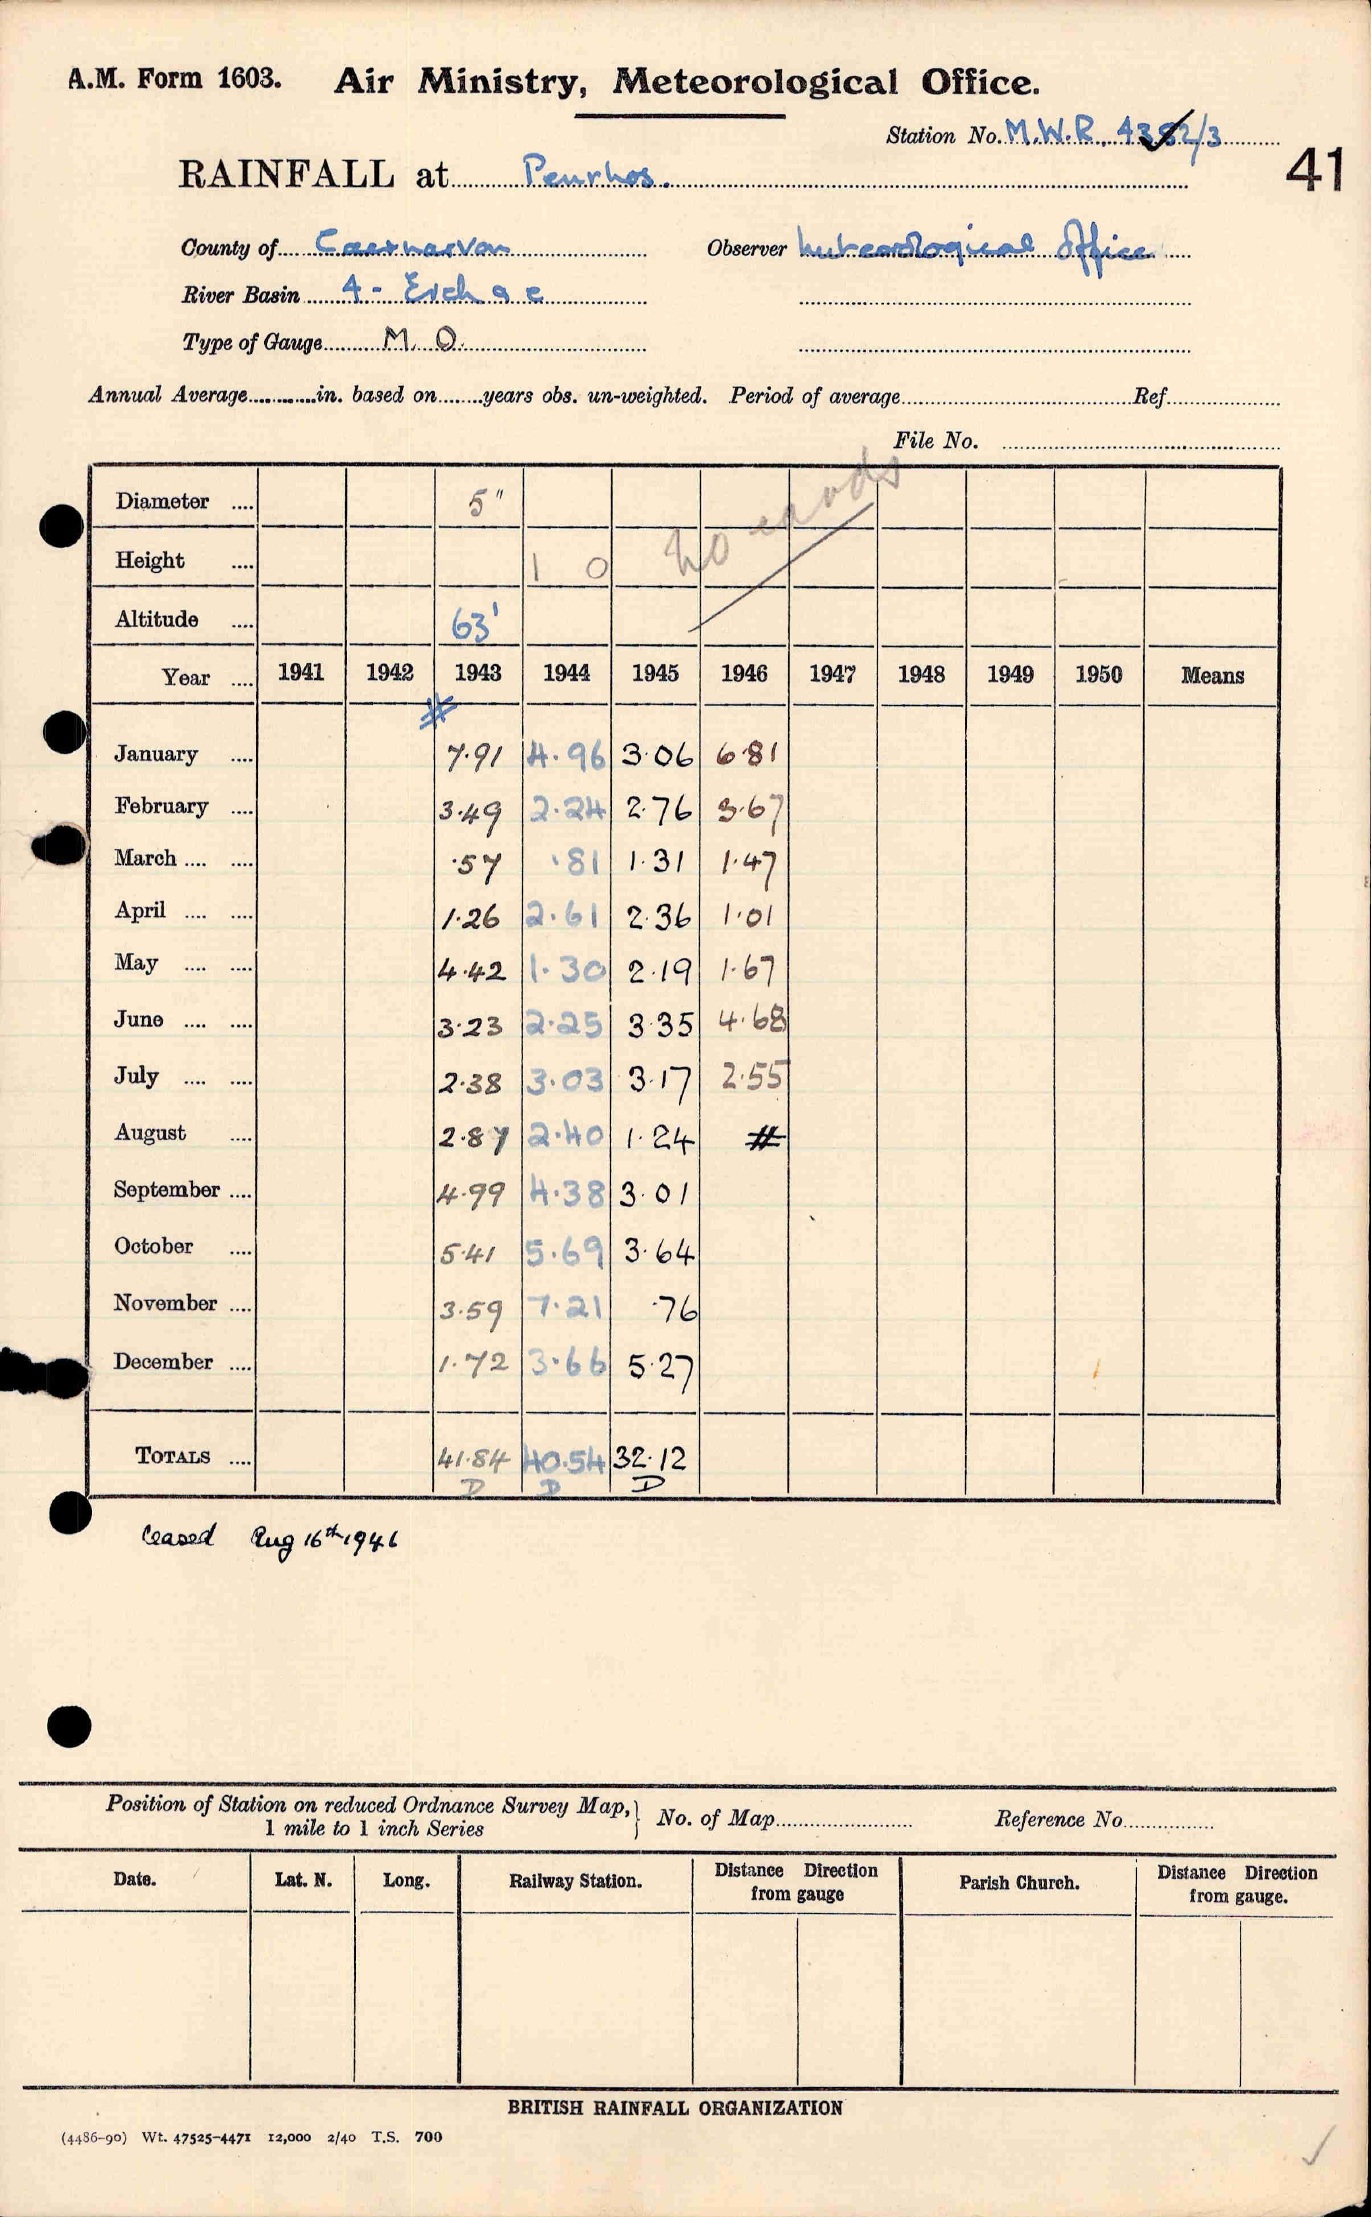 A.M. Form 1603. Air Ministry, Meteorological Office.
Station No. M.W.R. 4382/3
41
RAINFALL at Penrhos.
County of Caernarvon Observer Meteorological Office
River Basin 4 - Erch &c
Type of Gauge M. O.
Annual Average in. based on years obs. un-weighted. Period of average Ref
File No.
Diameter 5"
Height 1 0 no cards
Altitude 63'
Year 1941 1942 1943 1944 1945 1946 1947 1948 1949 1950 Means
#
January 7.91 4.96 3.06 6.81
February 3.49 2.24 2.76 3.67
March .57 .81 1.31 1.47
April 1.26 2.61 2.36 1.01
May 4.42 1.30 2.19 1.67
June 3.23 2.25 3.35 4.68
July 2.38 3.03 3.17 2.55
August 2.87 2.40 1.24 #
September 4.99 4.38 3.01
October 5.41 5.69 3.64
November 3.59 7.21 .76
December 1.72 3.66 5.27
TOTALS 41.84 40.54 32.12
D D D
Ceased Aug 16th 1946
Position of Station on reduced Ordnance Survey Map, No. of Map Reference No
1 mile to 1 inch Series
Date. Lat. N. Long. Railway Station. Distance Direction Parish Church. Distance Direction
from gauge from gauge.
BRITISH RAINFALL ORGANIZATION
(4486-90) Wt. 47525-4471 12,000 2/40 T.S. 700